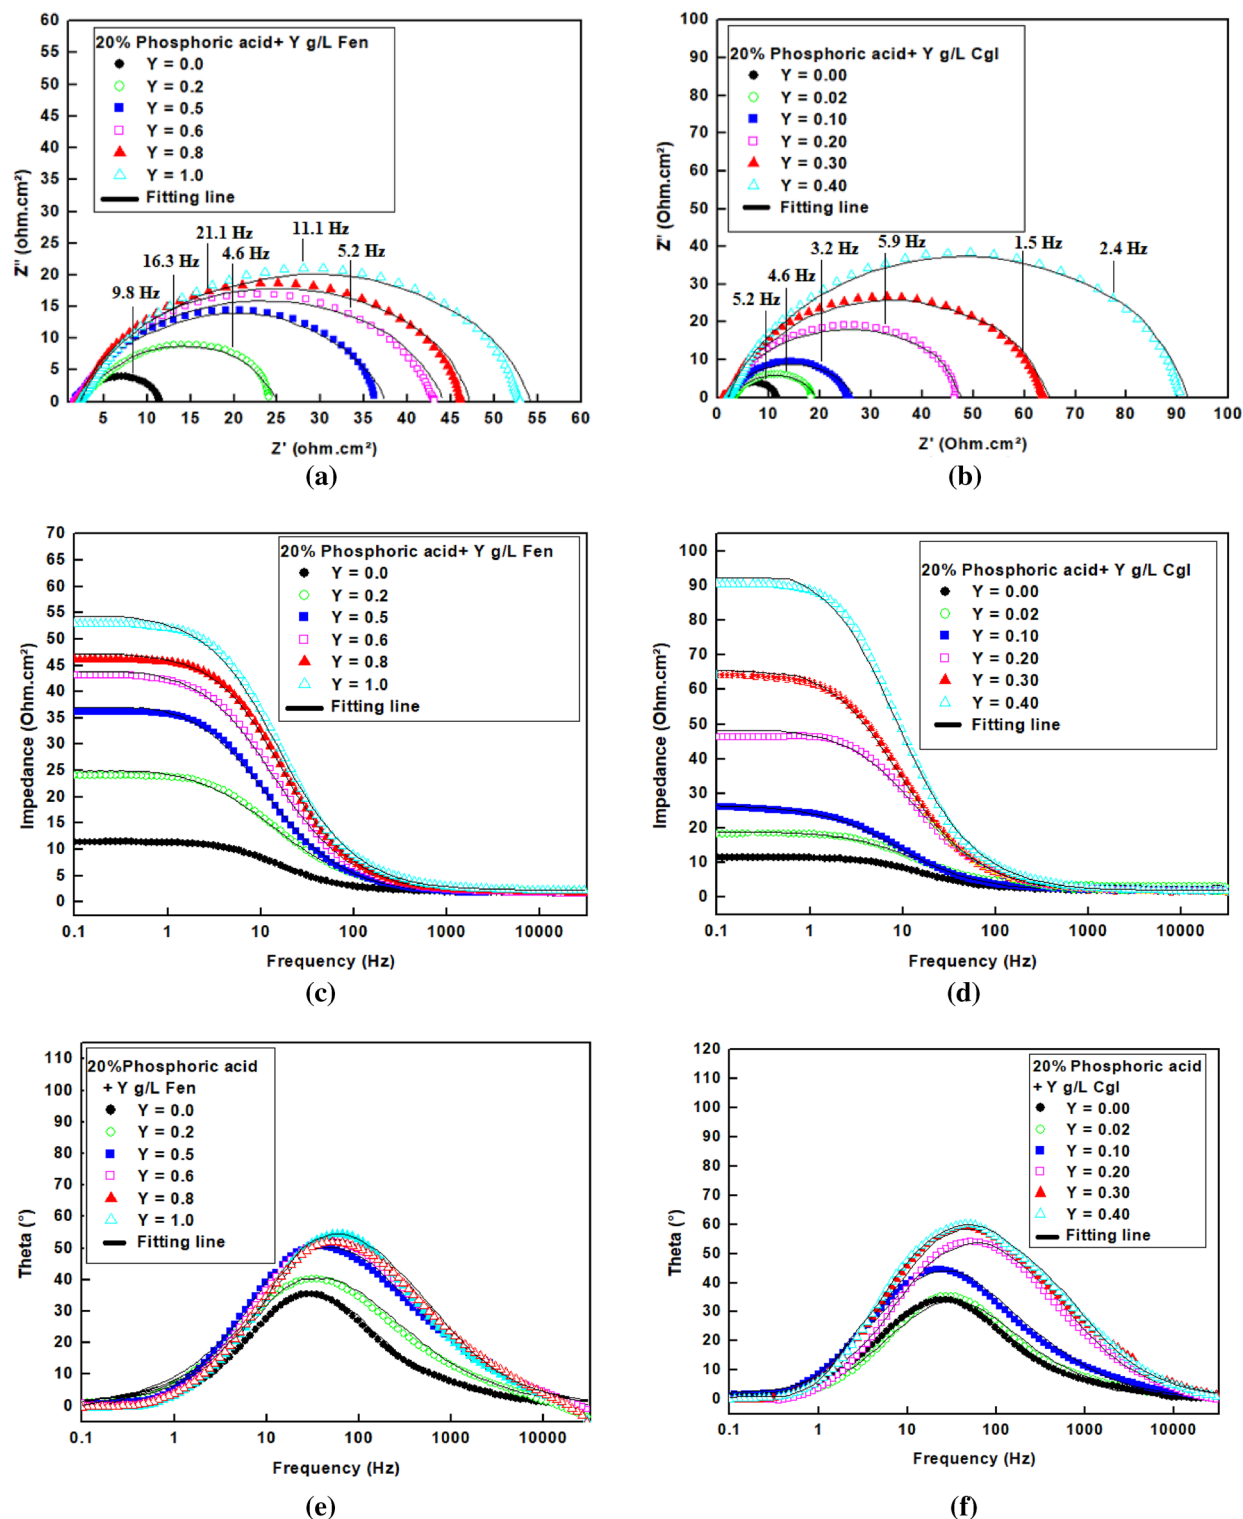 60
55
50
45
40
35
30
25
20
15
10
5
0
Z'' (ohm.cm²)
20% Phosphoric acid+ Y g/L Fen
Y = 0.0
Y = 0.2
Y = 0.5
Y = 0.6
Y = 0.8
Y = 1.0
Fitting line
9.8 Hz
16.3 Hz
21.1 Hz
4.6 Hz
11.1 Hz
5.2 Hz
5 10 15 20 25 30 35 40 45 50 55 60
Z' (ohm.cm²)
(a)
100
90
80
70
60
50
40
30
20
10
0
Z'' (Ohm.cm²)
20% Phosphoric acid+ Y g/L Cgl
Y = 0.00
Y = 0.02
Y = 0.10
Y = 0.20
Y = 0.30
Y = 0.40
Fitting line
5.2 Hz
4.6 Hz
3.2 Hz
5.9 Hz
1.5 Hz
2.4 Hz
0 10 20 30 40 50 60 70 80 90 100
Z' (Ohm.cm²)
(b)
70
65
60
55
50
45
40
35
30
25
20
15
10
5
0
Impedance (Ohm.cm²)
20% Phosphoric acid+ Y g/L Fen
Y = 0.0
Y = 0.2
Y = 0.5
Y = 0.6
Y = 0.8
Y = 1.0
Fitting line
0.1 1 10 100 1000 10000
Frequency (Hz)
(c)
100
90
80
70
60
50
40
30
20
10
0
Impedance (Ohm.cm²)
20% Phosphoric acid+ Y g/L Cgl
Y = 0.00
Y = 0.02
Y = 0.10
Y = 0.20
Y = 0.30
Y = 0.40
Fitting line
0.1 1 10 100 1000 10000
Frequency (Hz)
(d)
110
100
90
80
70
60
50
40
30
20
10
0
Theta (°)
20%Phosphoric acid
+ Y g/L Fen
Y = 0.0
Y = 0.2
Y = 0.5
Y = 0.6
Y = 0.8
Y = 1.0
Fitting line
0.1 1 10 100 1000 10000
Frequency (Hz)
(e)
120
110
100
90
80
70
60
50
40
30
20
10
0
Theta (°)
20% Phosphoric acid
+ Y g/L Cgl
Y = 0.00
Y = 0.02
Y = 0.10
Y = 0.20
Y = 0.30
Y = 0.40
Fitting line
0.1 1 10 100 1000 10000
Frequency (Hz)
(f)